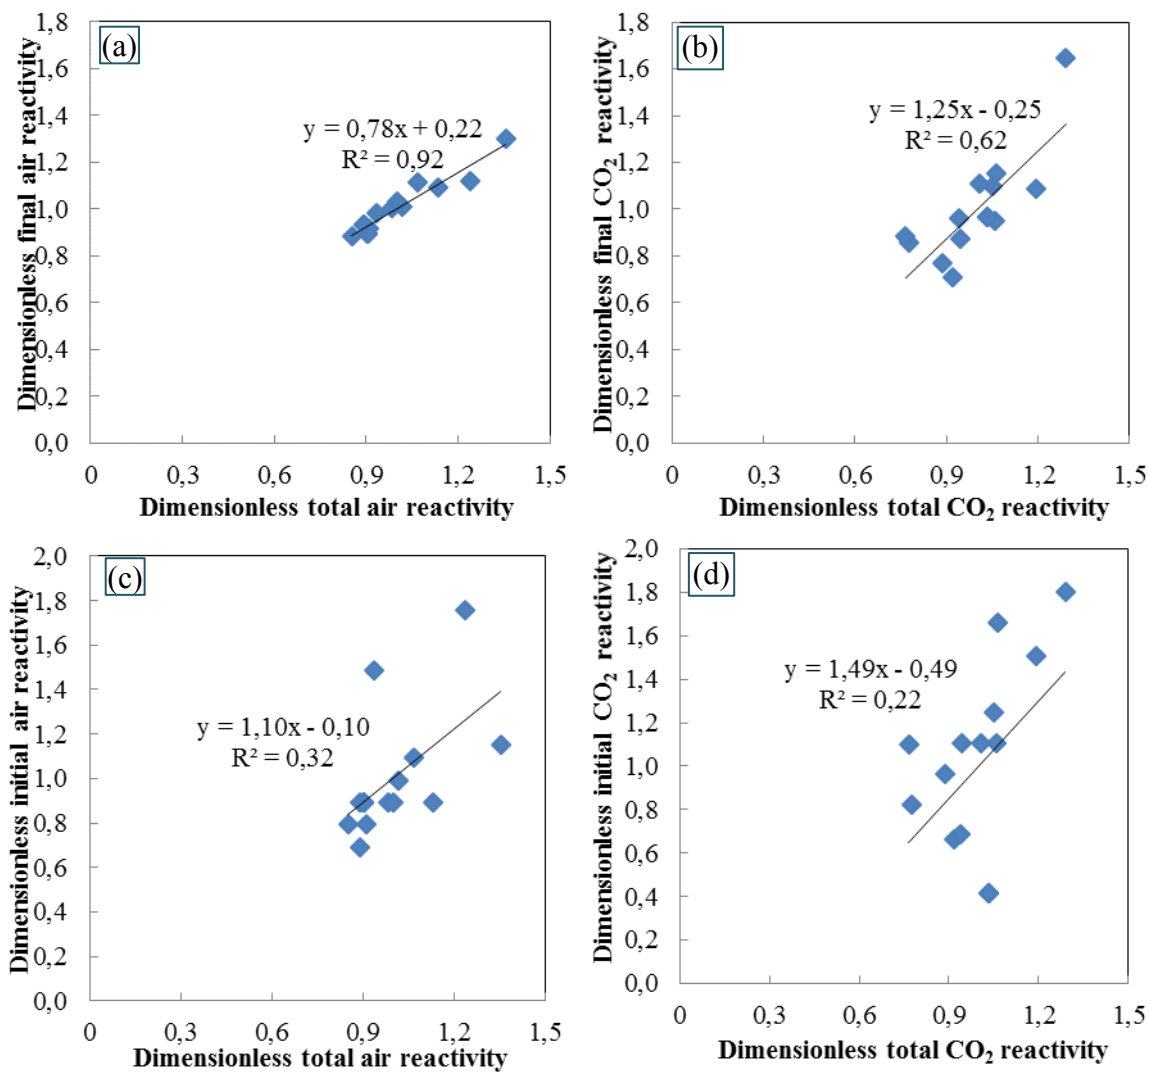 (a)
Dimensionless final air reactivity
1,8
1,6
1,4
1,2
1,0
0,8
0,6
0,4
0,2
0,0
y = 0,78x + 0,22
R² = 0,92
0 0,3 0,6 0,9 1,2 1,5
Dimensionless total air reactivity
(b)
Dimensionless final CO₂ reactivity
1,8
1,6
1,4
1,2
1,0
0,8
0,6
0,4
0,2
0,0
y = 1,25x - 0,25
R² = 0,62
0 0,3 0,6 0,9 1,2 1,5
Dimensionless total CO₂ reactivity
(c)
Dimensionless initial air reactivity
2,0
1,8
1,6
1,4
1,2
1,0
0,8
0,6
0,4
0,2
0,0
y = 1,10x - 0,10
R² = 0,32
0 0,3 0,6 0,9 1,2 1,5
Dimensionless total air reactivity
(d)
Dimensionless initial CO₂ reactivity
2,0
1,8
1,6
1,4
1,2
1,0
0,8
0,6
0,4
0,2
0,0
y = 1,49x - 0,49
R² = 0,22
0 0,3 0,6 0,9 1,2 1,5
Dimensionless total CO₂ reactivity